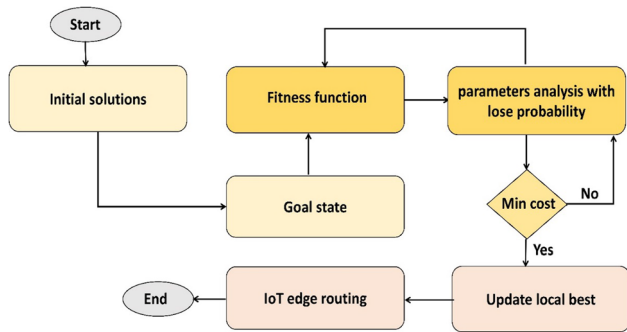 Start
Initial solutions
Fitness function
parameters analysis with
lose probability
Goal state
Min cost
No
Yes
End
IoT edge routing
Update local best